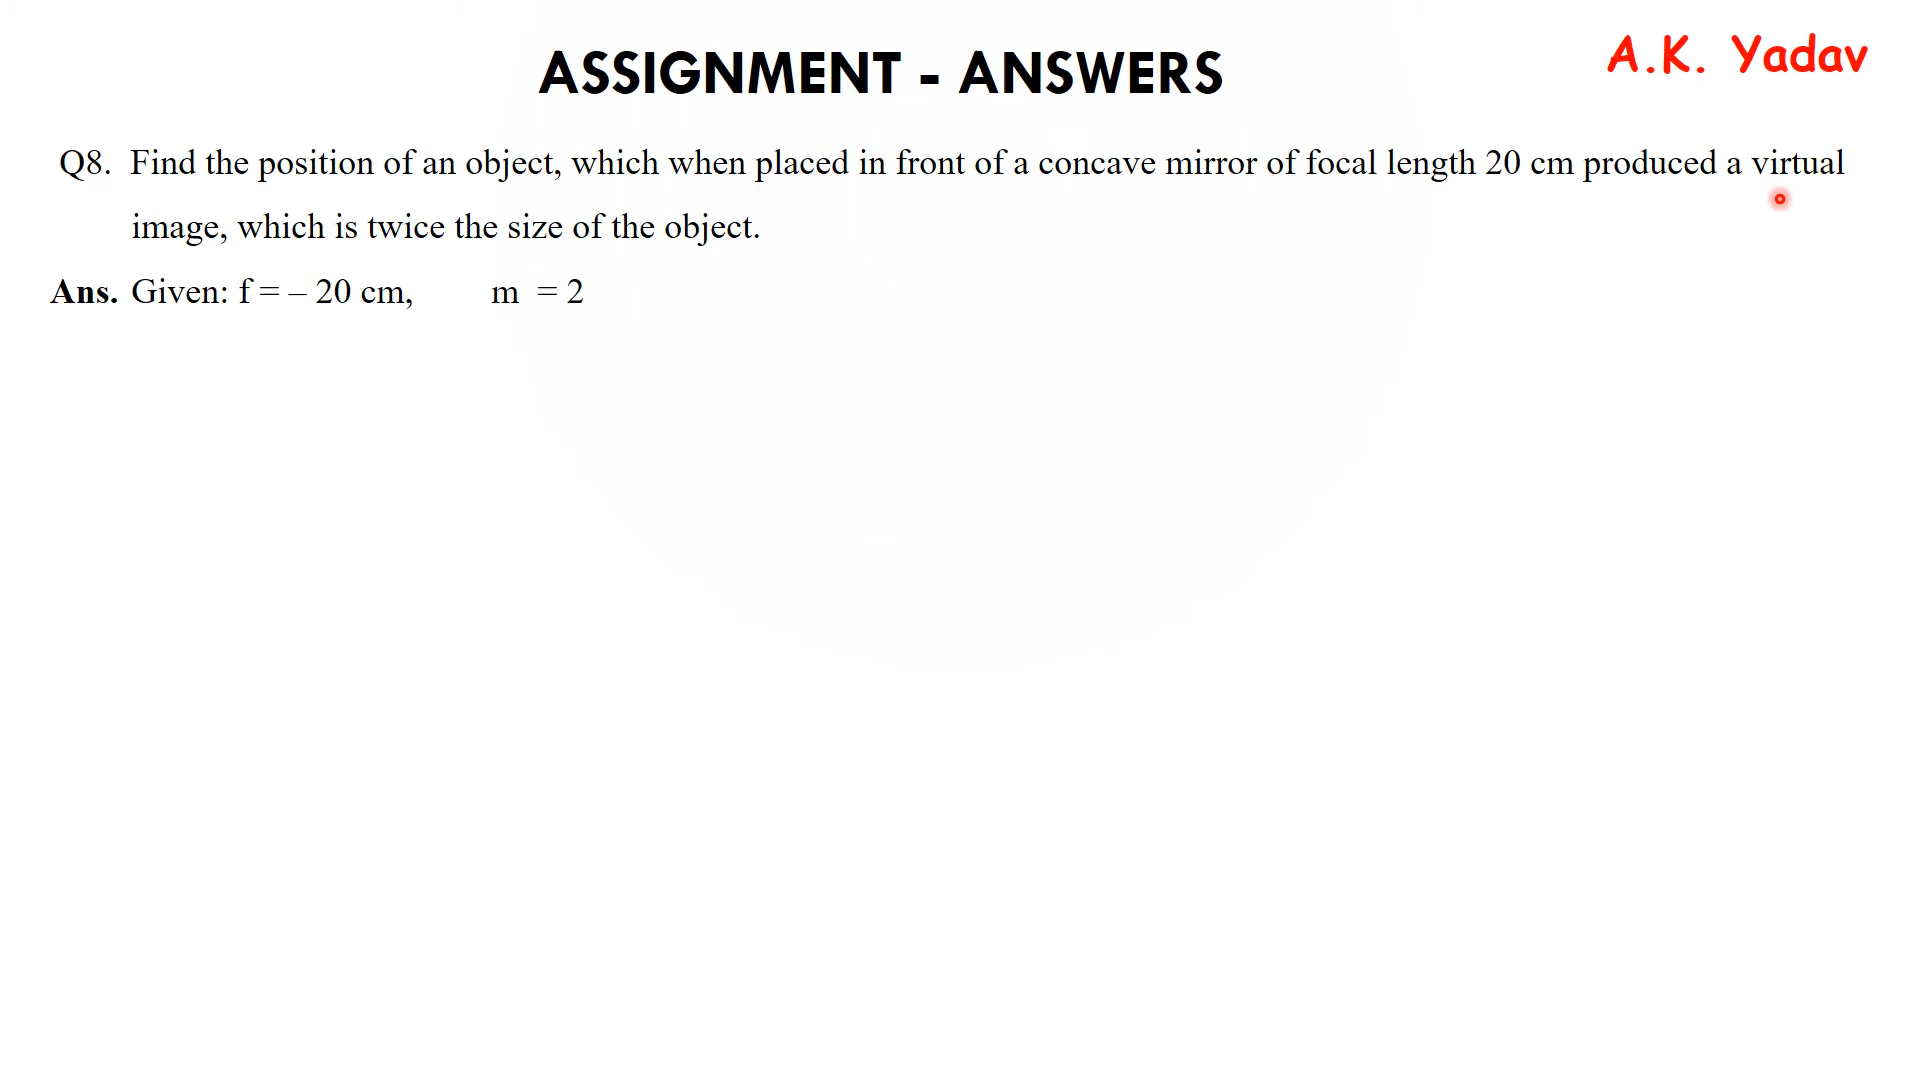 ASSIGNMENT - ANSWERS
A.K. Yadav
Q8. Find the position of an object, which when placed in front of a concave mirror of focal length 20 cm produced a virtual
image, which is twice the size of the object.
Ans. Given: f = – 20 cm, m = 2